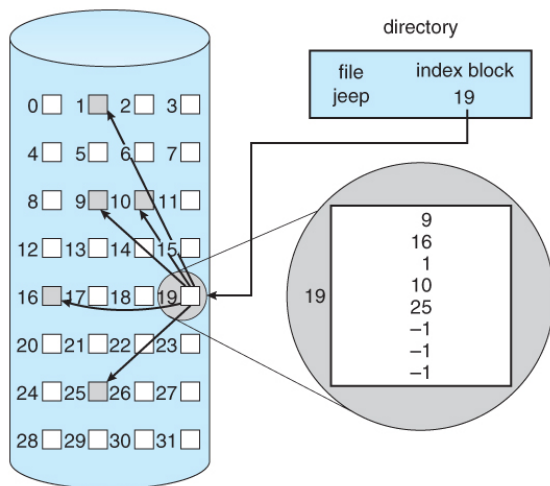 directory
file index block
jeep 19
0 1 2 3
4 5 6 7
8 9 10 11
12 13 14 15
16 17 18 19
20 21 22 23
24 25 26 27
28 29 30 31
19
9
16
1
10
25
–1
–1
–1